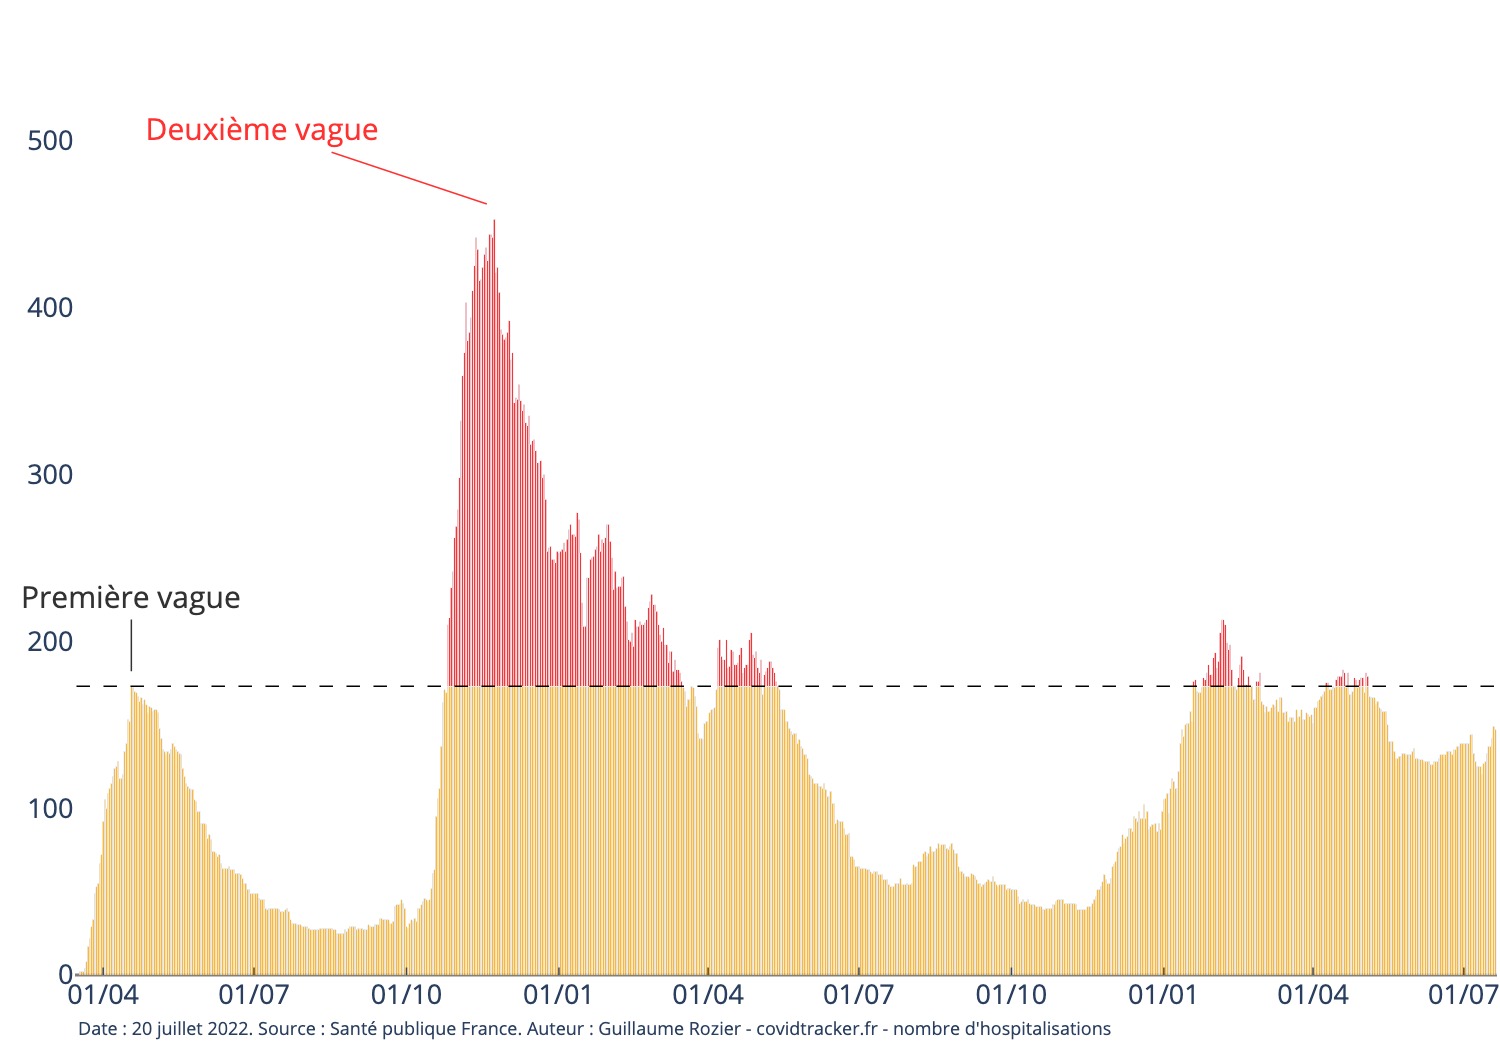 500
Deuxième vague
400
300
Première vague
200
100
0
01/04 01/07 01/10 01/01 01/04 01/07 01/10 01/01 01/04 01/07
Date : 20 juillet 2022. Source : Santé publique France. Auteur : Guillaume Rozier - covidtracker.fr - nombre d'hospitalisations